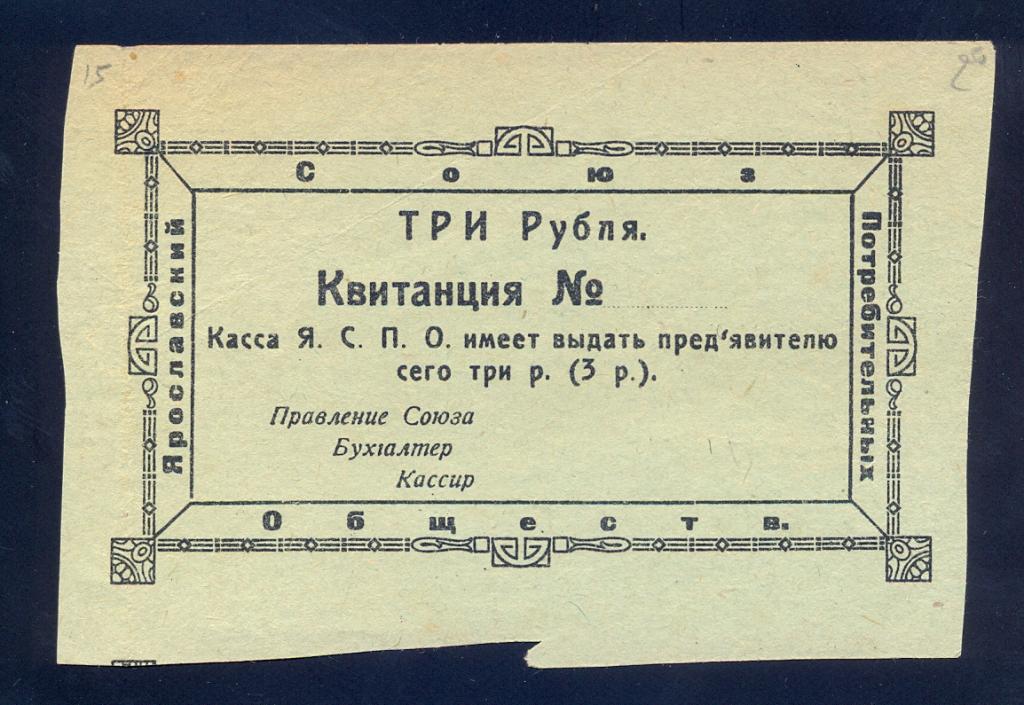 15
20
Союз
Ярославский
Потребительных
ТРИ Рубля.
Квитанция №
Касса Я. С. П. О. имеет выдать пред'явителю
сего три р. (3 р.).
Правление Союза
Бухгалтер
Кассир
Обществ.